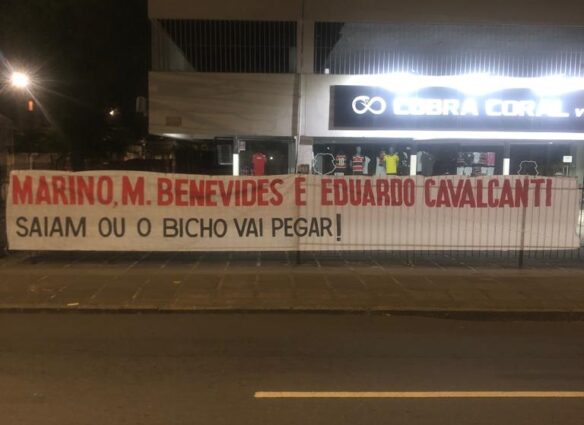 COBRA CORAL
MARINO, M. BENEVIDES E EDUARDO CAVALCANTI
SAIAM OU O BICHO VAI PEGAR!